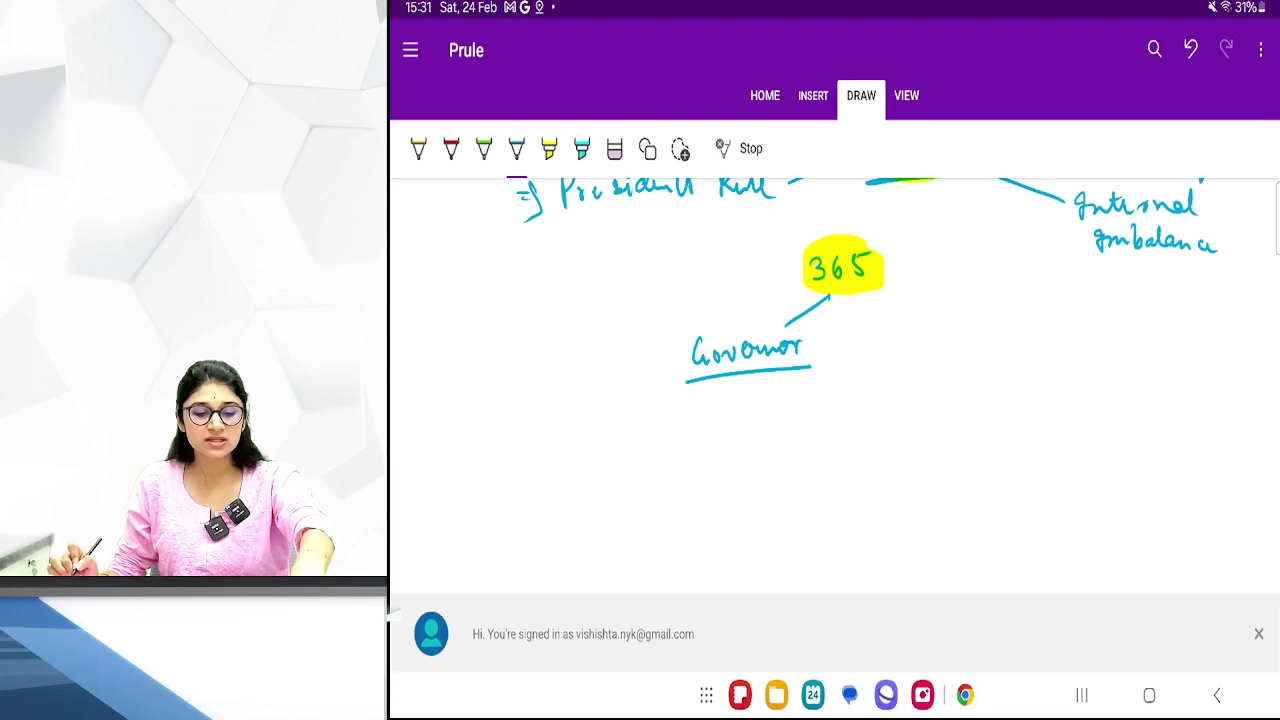 15:31 Sat, 24 Feb
31%
Prule
HOME INSERT DRAW VIEW
Stop
⇒ President Rule
Internal
Imbalance
365
Governor
Hi. You're signed in as vishishta.nyk@gmail.com
24